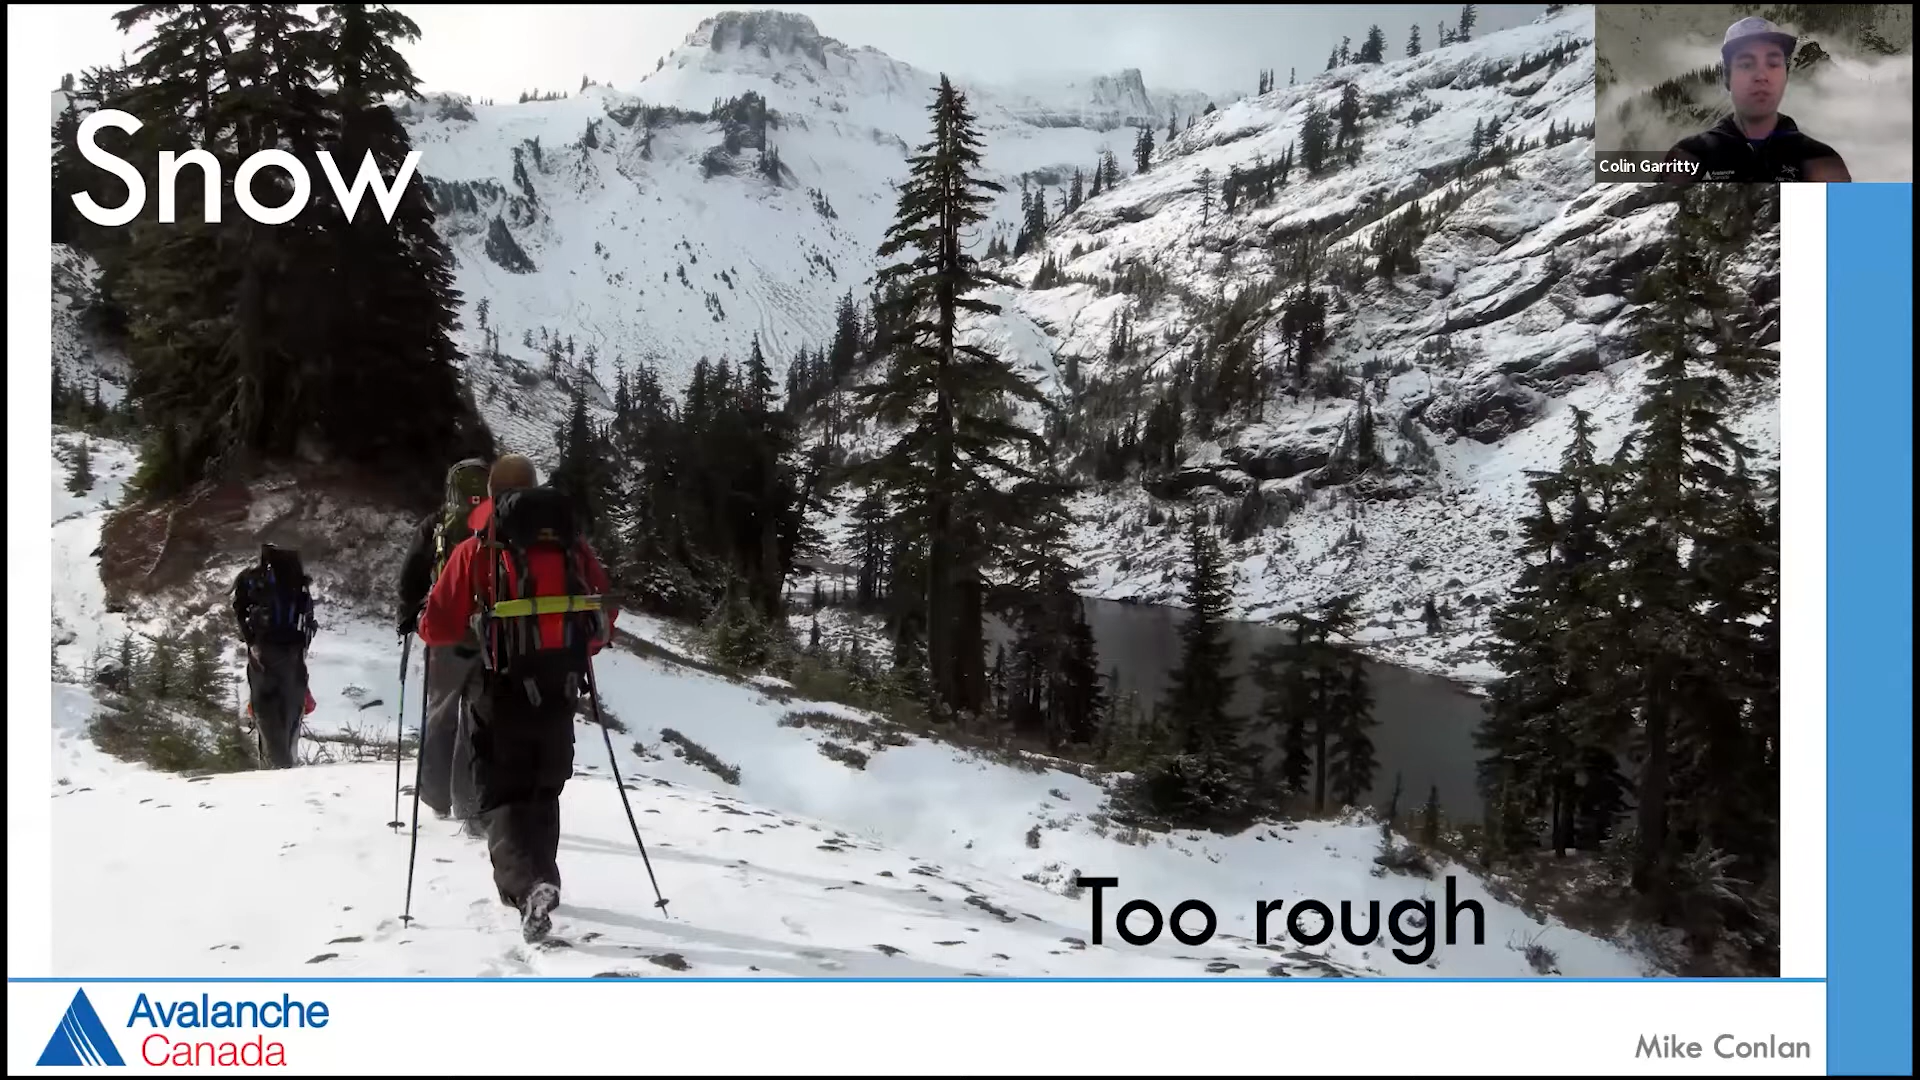 Snow
Colin Garritty
Too rough
Avalanche
Canada
Mike Conlan